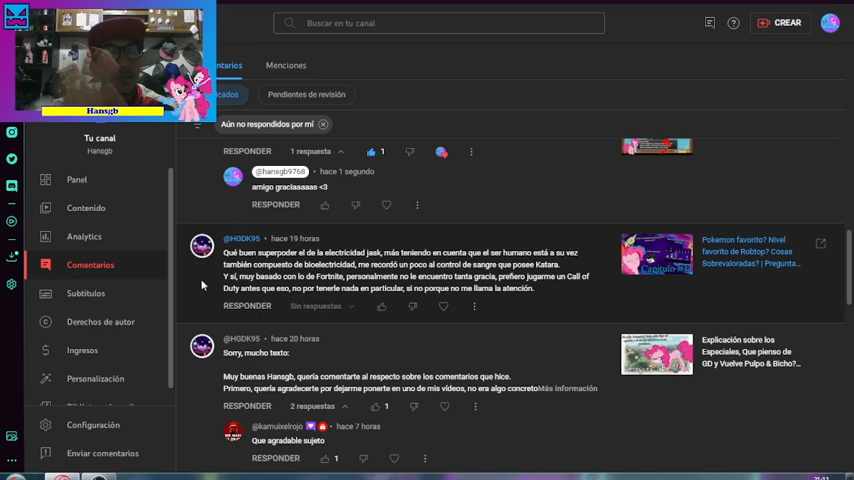 Buscar en tu canal
CREAR
Hansgb
ntarios
Menciones
cados
Pendientes de revisión
Aún no respondidos por mí
Tu canal
Hansgb
Panel
Contenido
Analytics
Comentarios
Subtítulos
Derechos de autor
Ingresos
Personalización
Configuración
Enviar comentarios
RESPONDER
1 respuesta
1
@hansgb9768 • hace 1 segundo
amigo graciaaaaas <3
RESPONDER
@HGDK95 • hace 19 horas
Qué buen superpoder el de la electricidad jask, más teniendo en cuenta que el ser humano está a su vez
también compuesto de bioelectricidad, me recordó un poco al control de sangre que posee Katara.
Y sí, muy basado con lo de Fortnite, personalmente no le encuentro tanta gracia, prefiero jugarme un Call of
Duty antes que eso, no por tenerle nada en particular, si no porque no me llama la atención.
RESPONDER
Sin respuestas
Capitulo #E
Pokemon favorito? Nivel
favorito de Robtop? Cosas
Sobrevaloradas? | Pregunta...
@HGDK95 • hace 20 horas
Sorry, mucho texto:
Muy buenas Hansgb, quería comentarte al respecto sobre los comentarios que hice.
Primero, quería agradecerte por dejarme ponerte en uno de mis vídeos, no era algo concreto Más información
RESPONDER
2 respuestas
1
Explicación sobre los
Especiales, Que pienso de
GD y Vuelve Pulpo & Bicho?...
@kamuixelrojo • hace 7 horas
Que agradable sujeto
RESPONDER
1
21:11